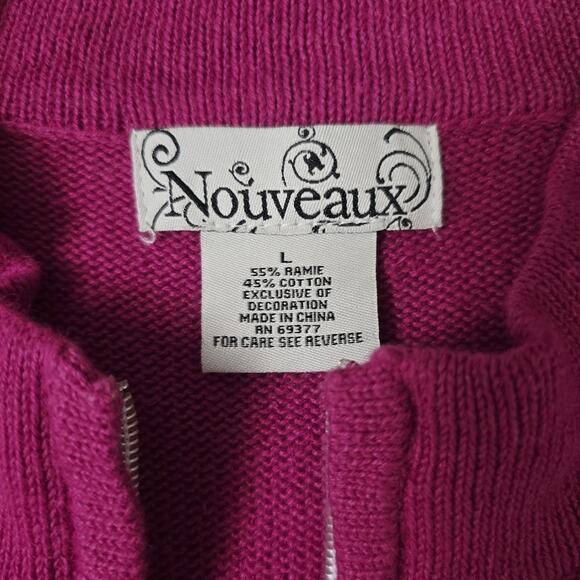 Nouveaux
L
55% RAMIE
45% COTTON
EXCLUSIVE OF
DECORATION
MADE IN CHINA
RN 69377
FOR CARE SEE REVERSE